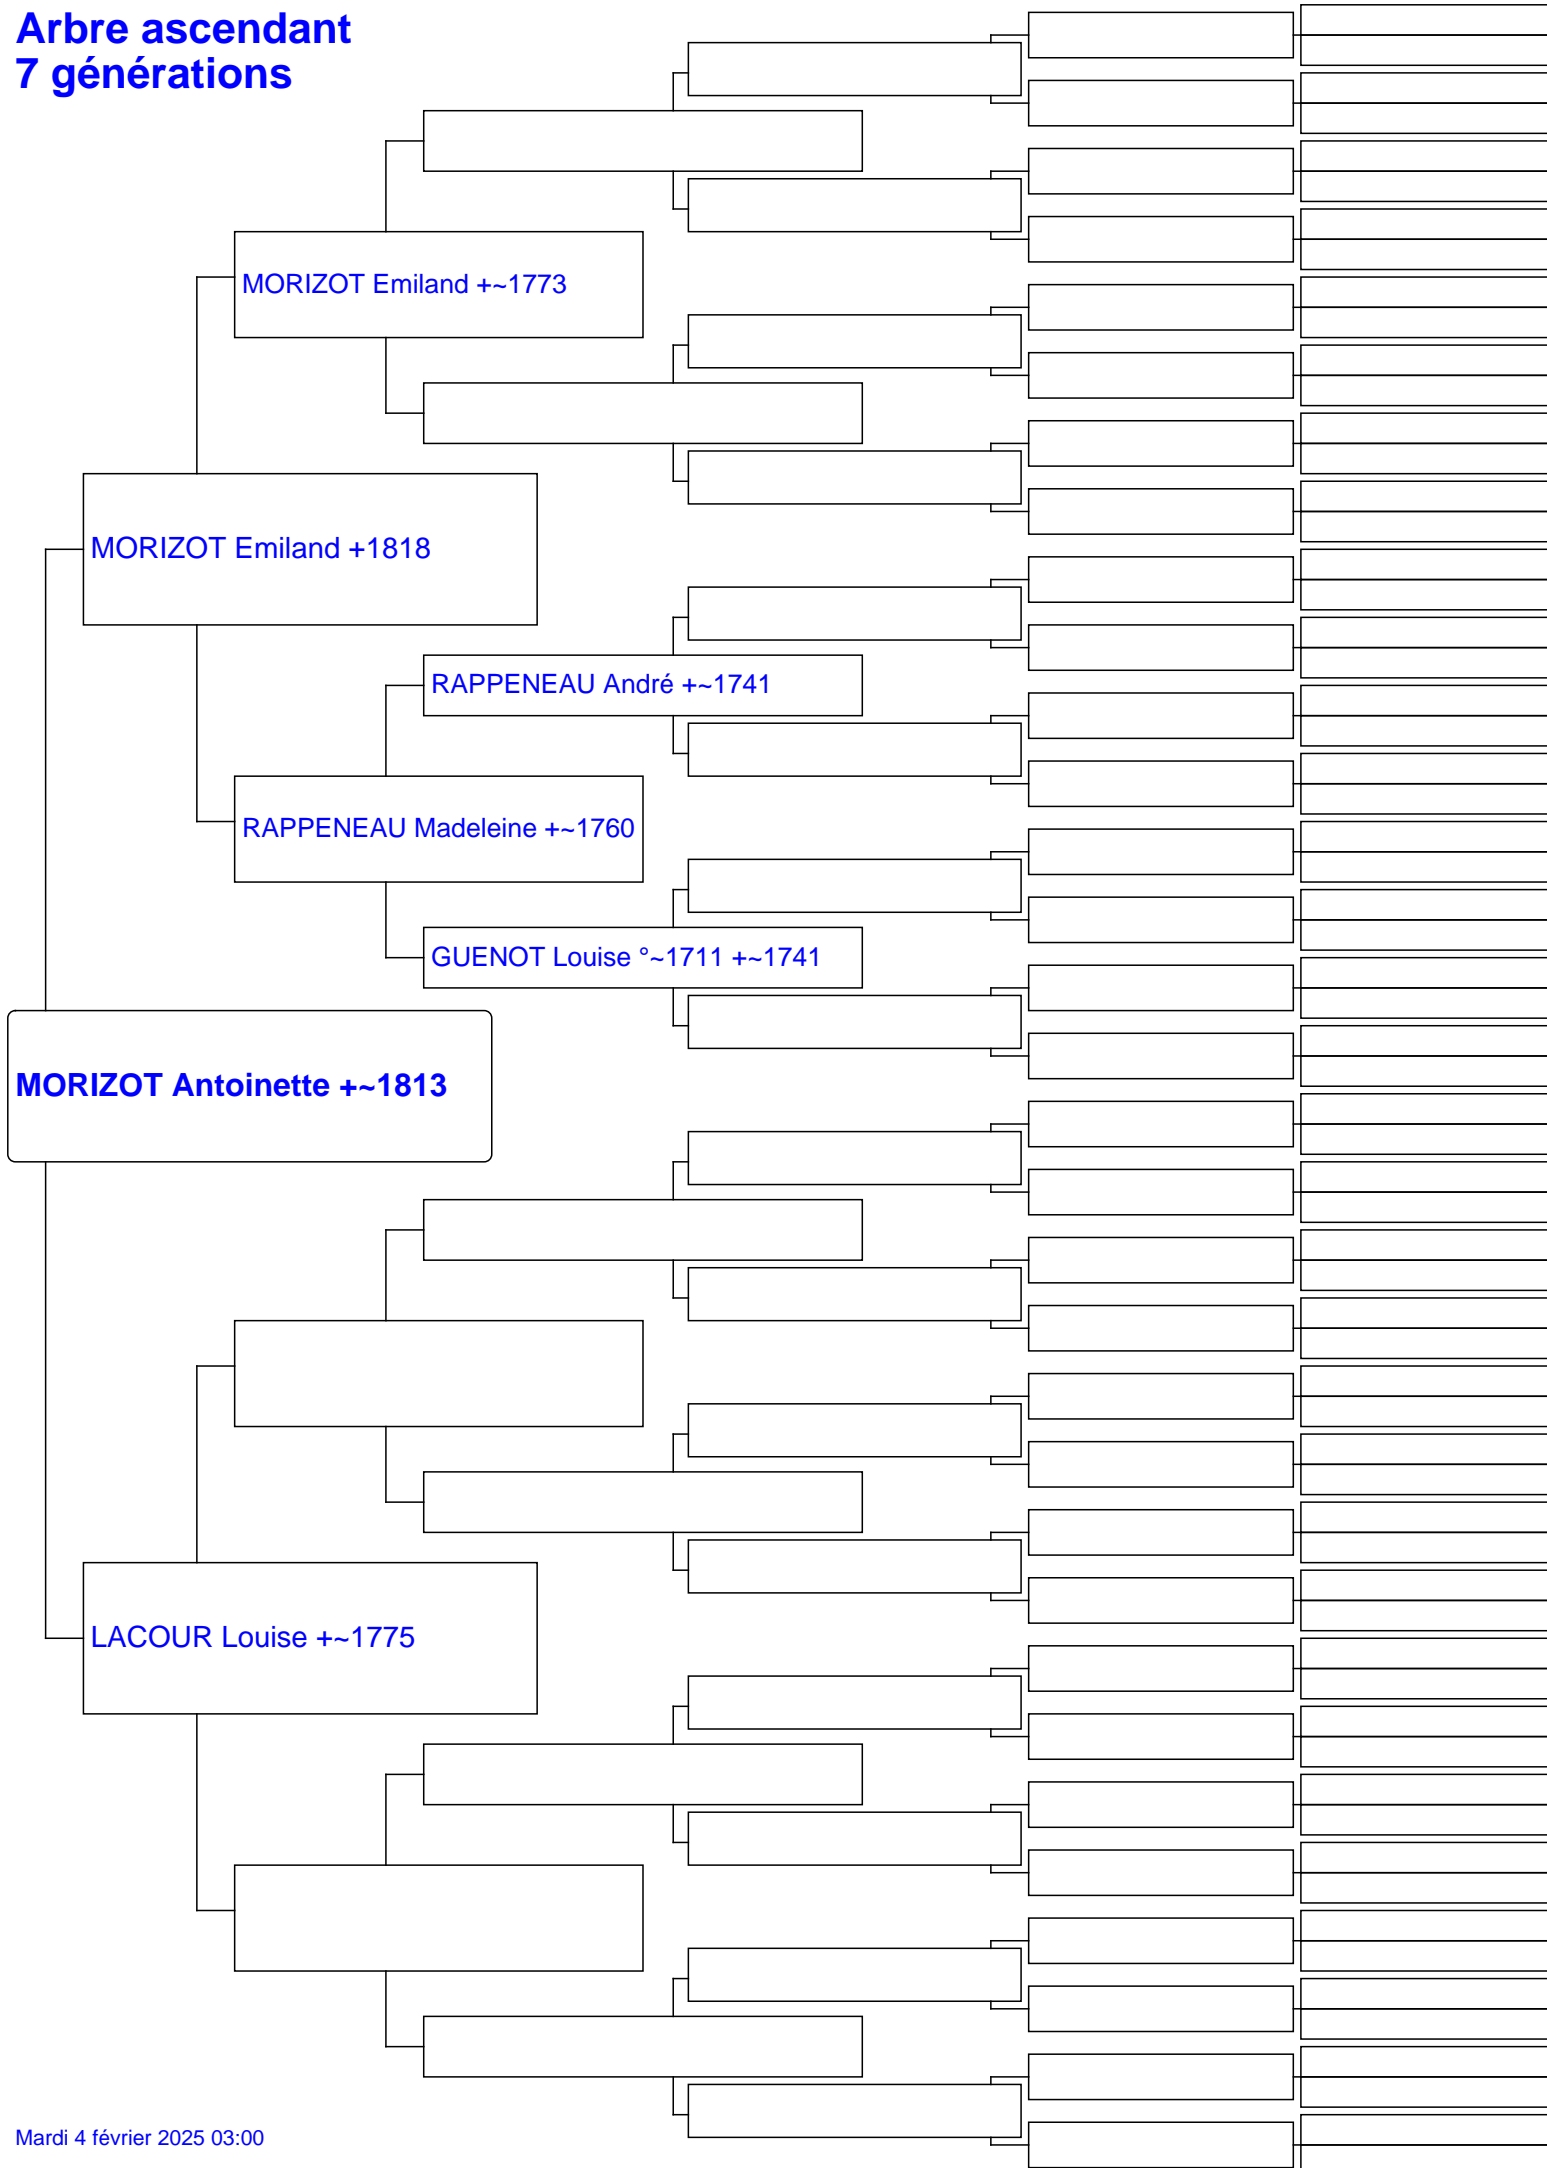 Arbre ascendant
7 générations
MORIZOT Emiland +~1773
MORIZOT Emiland +1818
RAPPENEAU André +~1741
RAPPENEAU Madeleine +~1760
GUENOT Louise °~1711 +~1741
MORIZOT Antoinette +~1813
LACOUR Louise +~1775
Mardi 4 février 2025 03:00